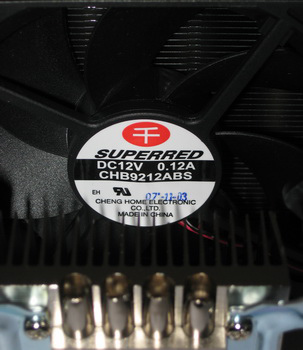 千
SUPERRED
DC12V 0.12A
CHB9212ABS
EH
07-11-03
CHENG HOME ELECTRONIC
CO.,LTD.
MADE IN CHINA